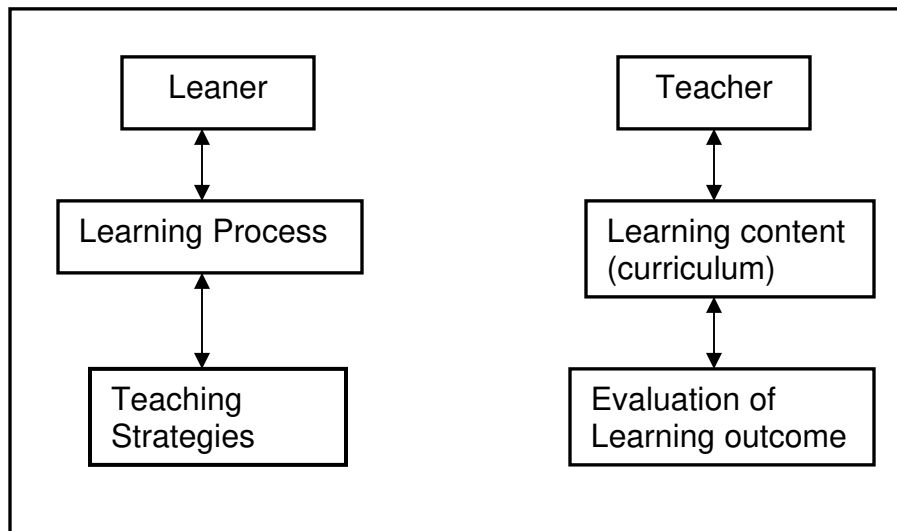 Leaner
Learning Process
Teaching
Strategies
Teacher
Learning content
(curriculum)
Evaluation of
Learning outcome